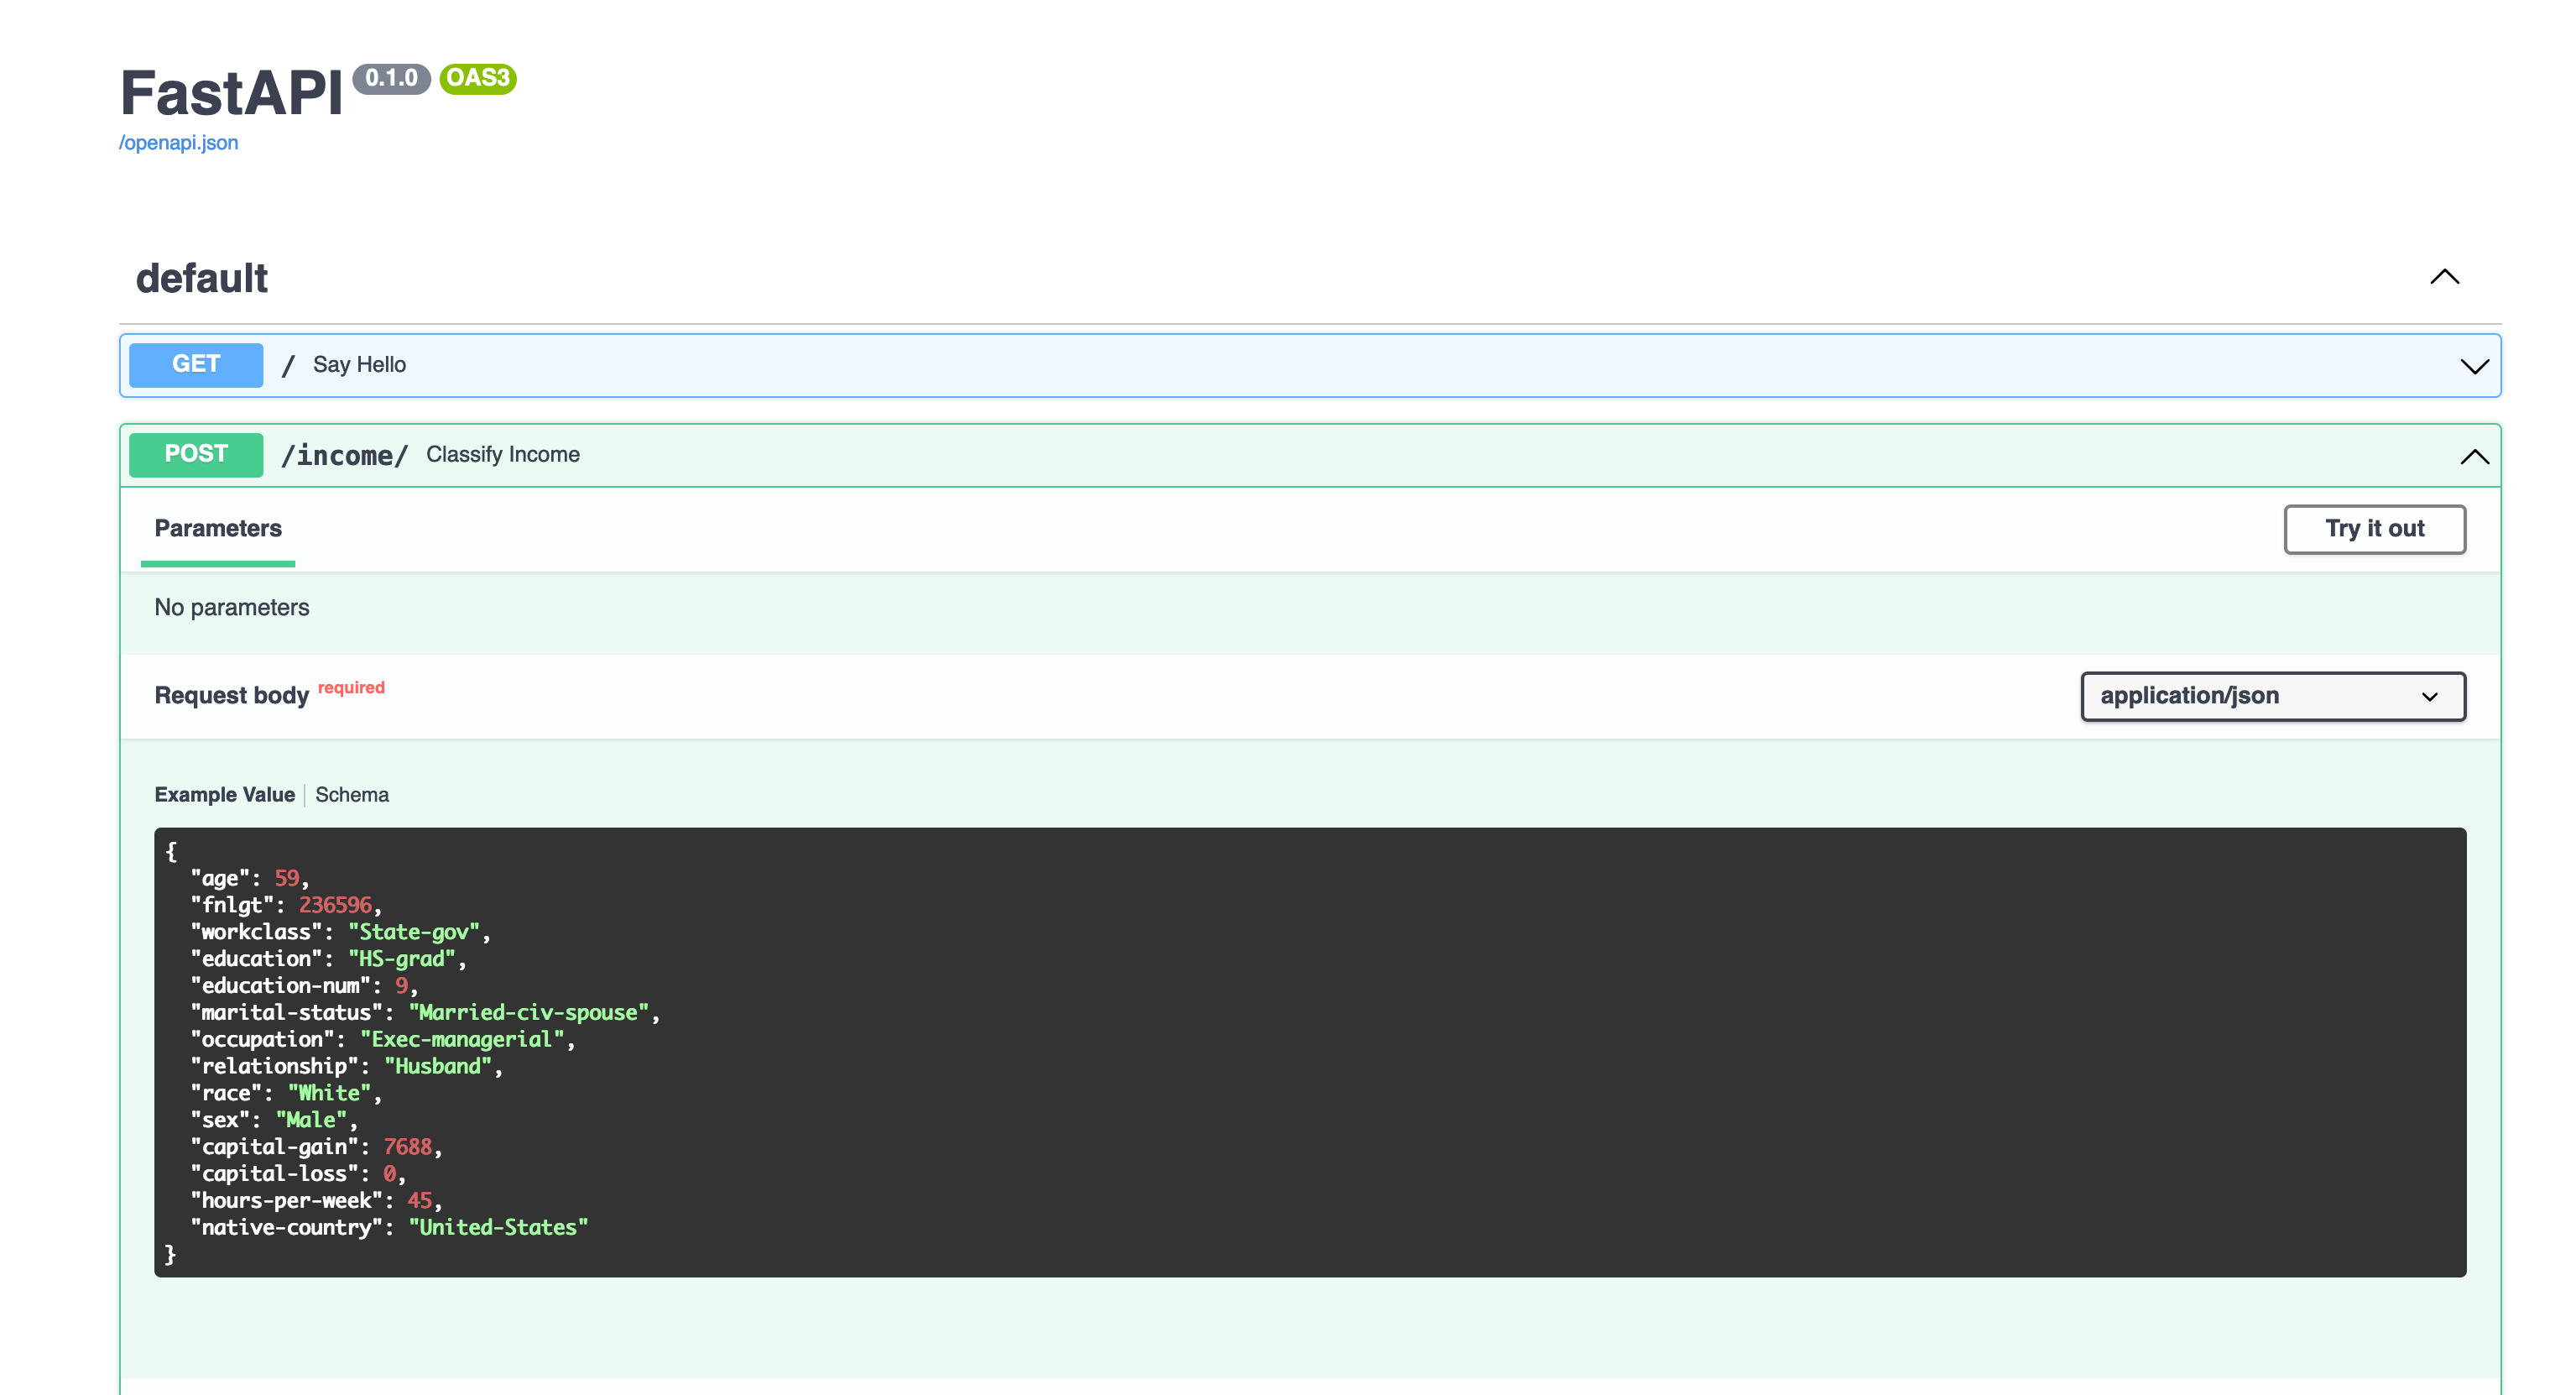 FastAPI 0.1.0 OAS3
/openapi.json
default
GET / Say Hello
POST /income/ Classify Income
Parameters
Try it out
No parameters
Request body required
application/json
Example Value Schema
{
"age": 59,
"fnlgt": 236596,
"workclass": "State-gov",
"education": "HS-grad",
"education-num": 9,
"marital-status": "Married-civ-spouse",
"occupation": "Exec-managerial",
"relationship": "Husband",
"race": "White",
"sex": "Male",
"capital-gain": 7688,
"capital-loss": 0,
"hours-per-week": 45,
"native-country": "United-States"
}